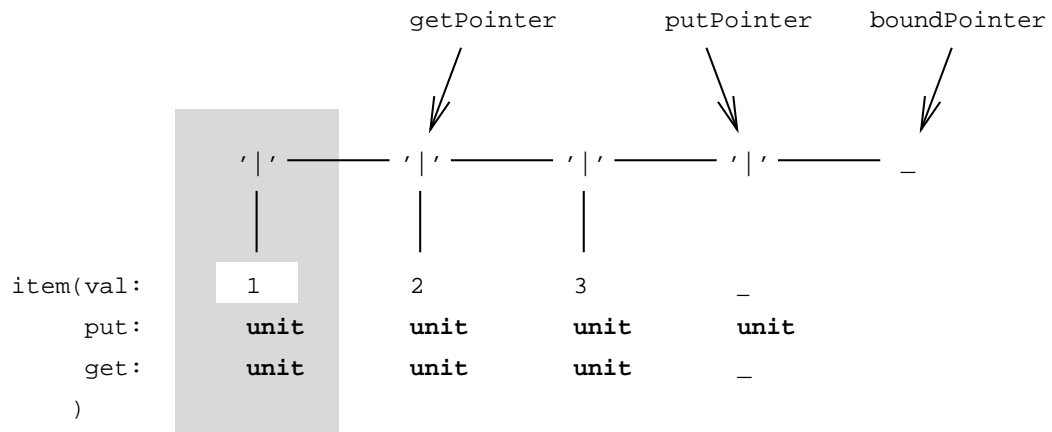 getPointer putPointer boundPointer
'|' '|' '|' '|' _
item(val: 1 2 3 _
put: unit unit unit unit
get: unit unit unit _
)